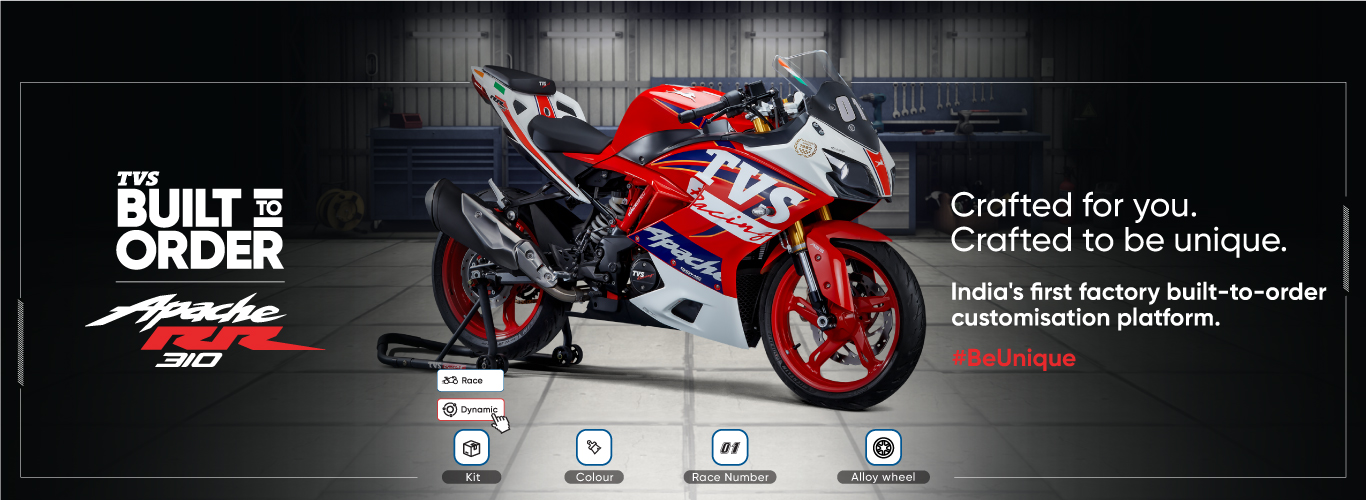 TVS
BUILT TO
ORDER
Apache
RR
310
TVS
Racing
Apache
TVS
Crafted for you.
Crafted to be unique.
India's first factory built-to-order
customisation platform.
#BeUnique
Race
Dynamic
Kit
Colour
01
Race Number
Alloy wheel